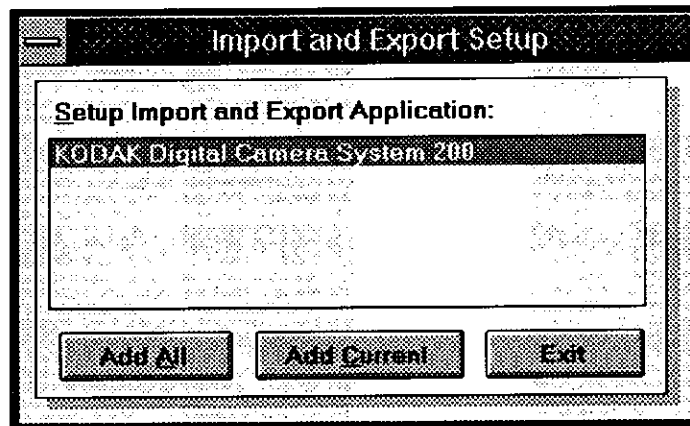 Import and Export Setup
Setup Import and Export Application:
KODAK Digital Camera System 200
Add All
Add Current
Exit